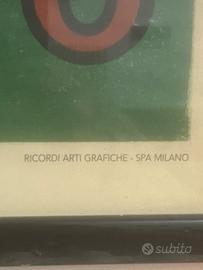 RICORDI ARTI GRAFICHE - SPA MILANO
subito